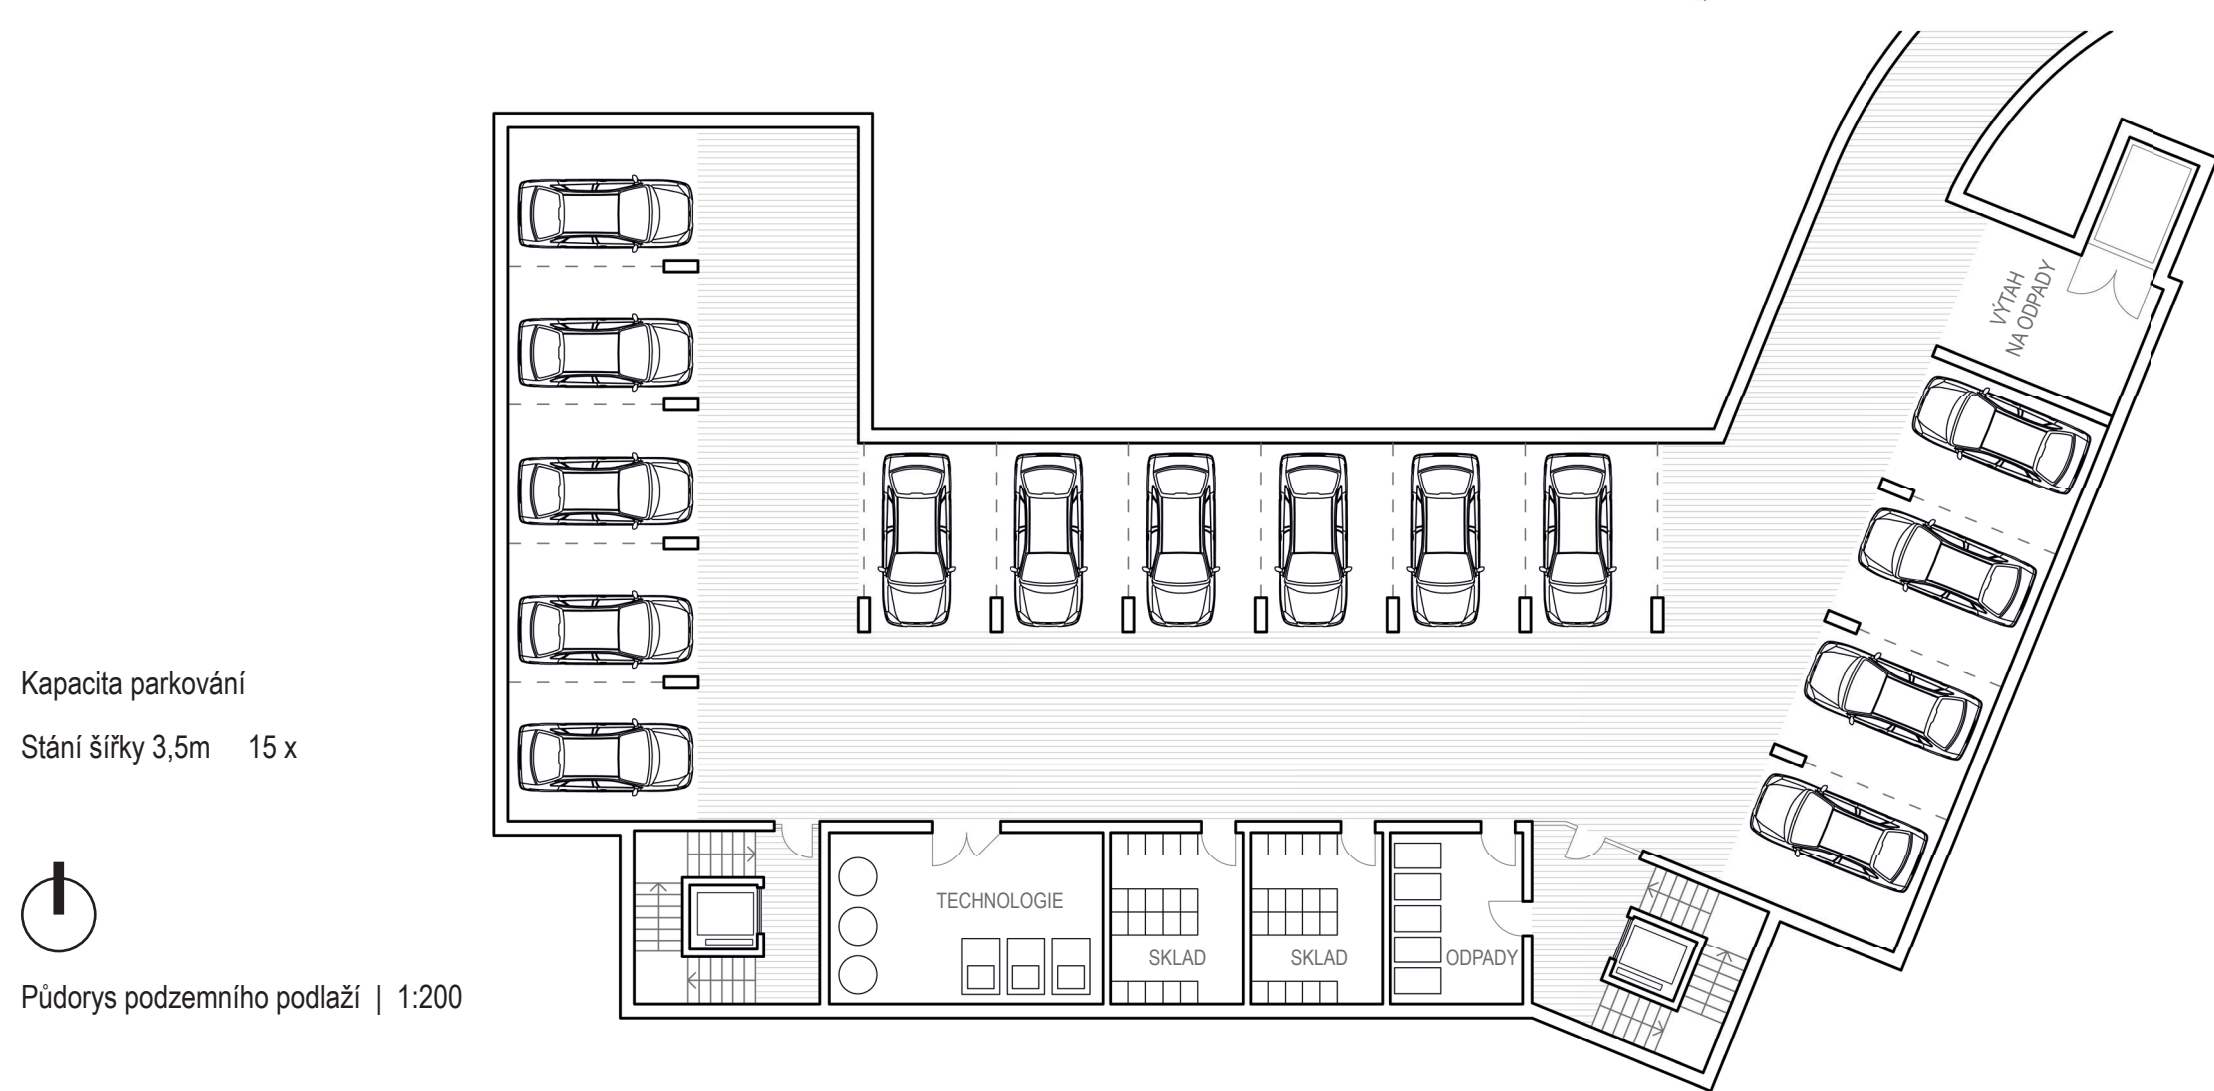 VÝTAH
NA ODPADY
Kapacita parkování
Stání šířky 3,5m 15 x
TECHNOLOGIE
SKLAD
SKLAD
ODPADY
Půdorys podzemního podlaží | 1:200